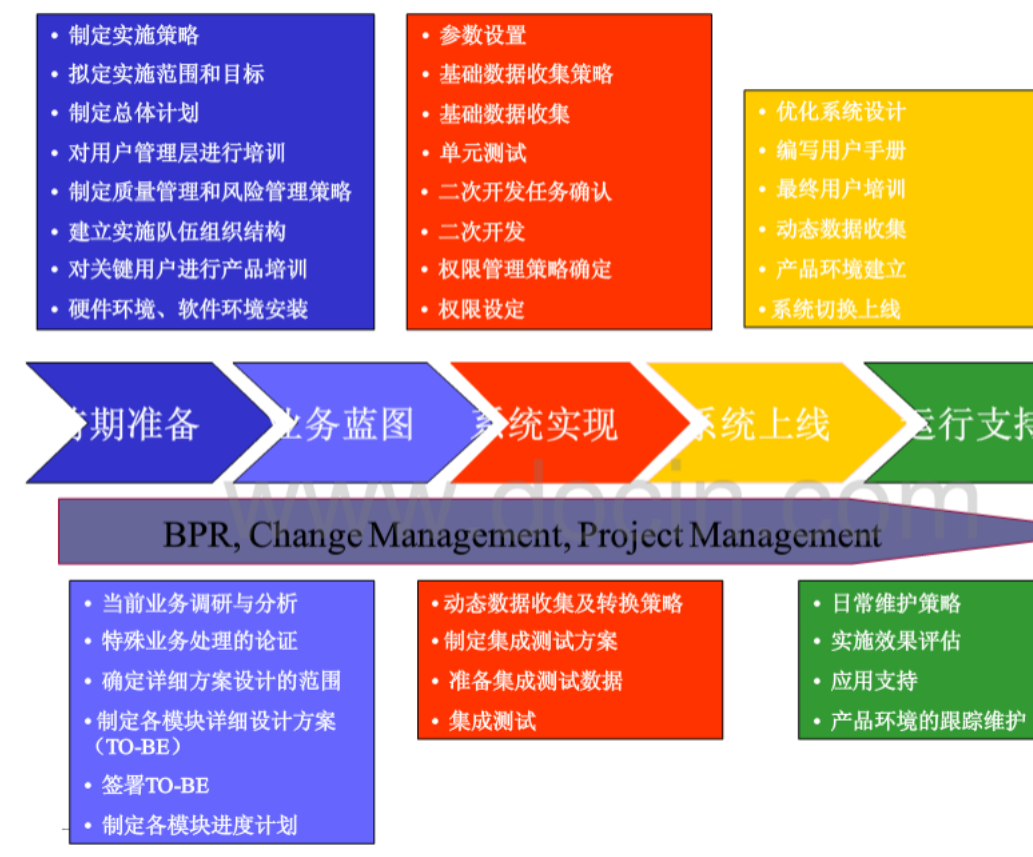 • 制定实施策略
• 拟定实施范围和目标
• 制定总体计划
• 对用户管理层进行培训
• 制定质量管理和风险管理策略
• 建立实施队伍组织结构
• 对关键用户进行产品培训
• 硬件环境、软件环境安装
• 参数设置
• 基础数据收集策略
• 基础数据收集
• 单元测试
• 二次开发任务确认
• 二次开发
• 权限管理策略确定
• 权限设定
• 优化系统设计
• 编写用户手册
• 最终用户培训
• 动态数据收集
• 产品环境建立
• 系统切换上线
前期准备
业务蓝图
系统实现
系统上线
运行支持
www.docin.com
BPR, Change Management, Project Management
• 当前业务调研与分析
• 特殊业务处理的论证
• 确定详细方案设计的范围
• 制定各模块详细设计方案
（TO-BE）
• 签署TO-BE
• 制定各模块进度计划
• 动态数据收集及转换策略
• 制定集成测试方案
• 准备集成测试数据
• 集成测试
• 日常维护策略
• 实施效果评估
• 应用支持
• 产品环境的跟踪维护